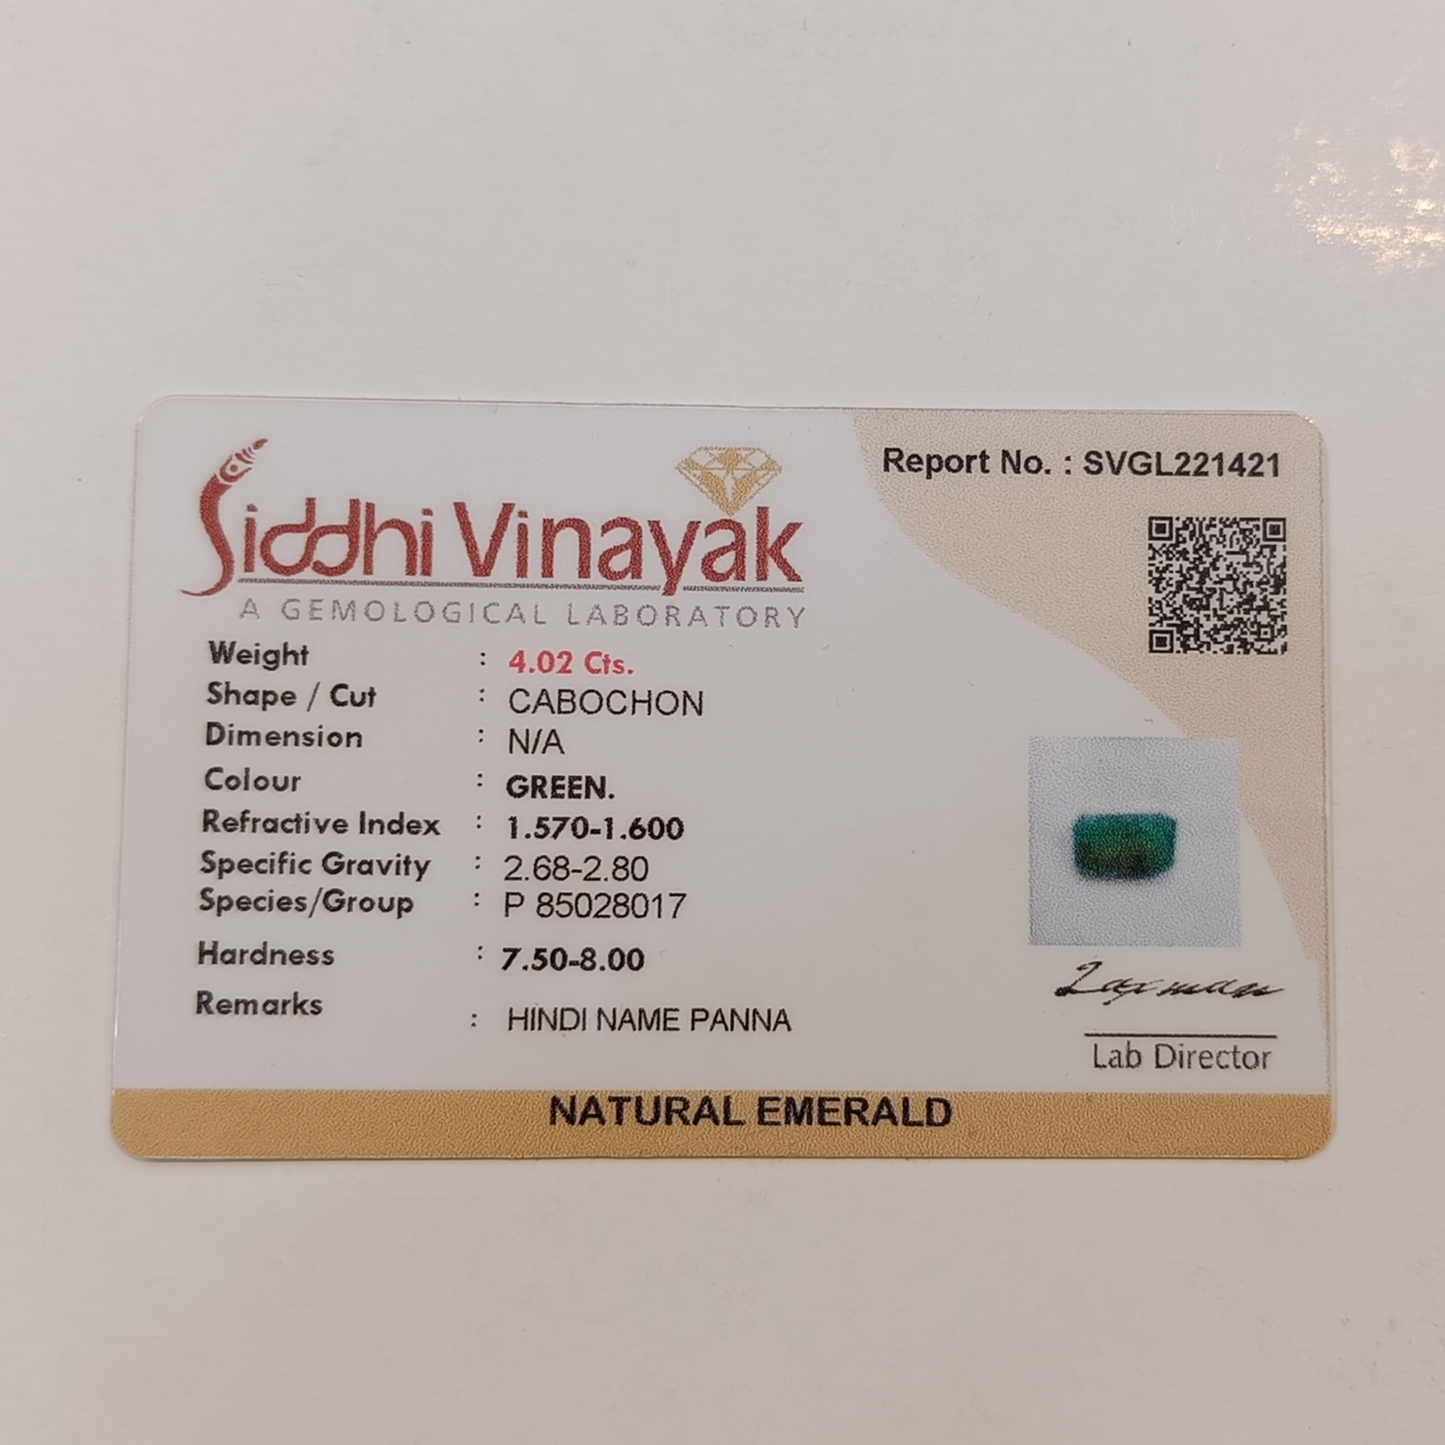 Siddhi Vinayak
A GEMOLOGICAL LABORATORY
Report No. : SVGL221421
Weight : 4.02 Cts.
Shape / Cut : CABOCHON
Dimension : N/A
Colour : GREEN.
Refractive Index : 1.570-1.600
Specific Gravity : 2.68-2.80
Species/Group : P 85028017
Hardness : 7.50-8.00
Remarks : HINDI NAME PANNA
Laxman
Lab Director
NATURAL EMERALD